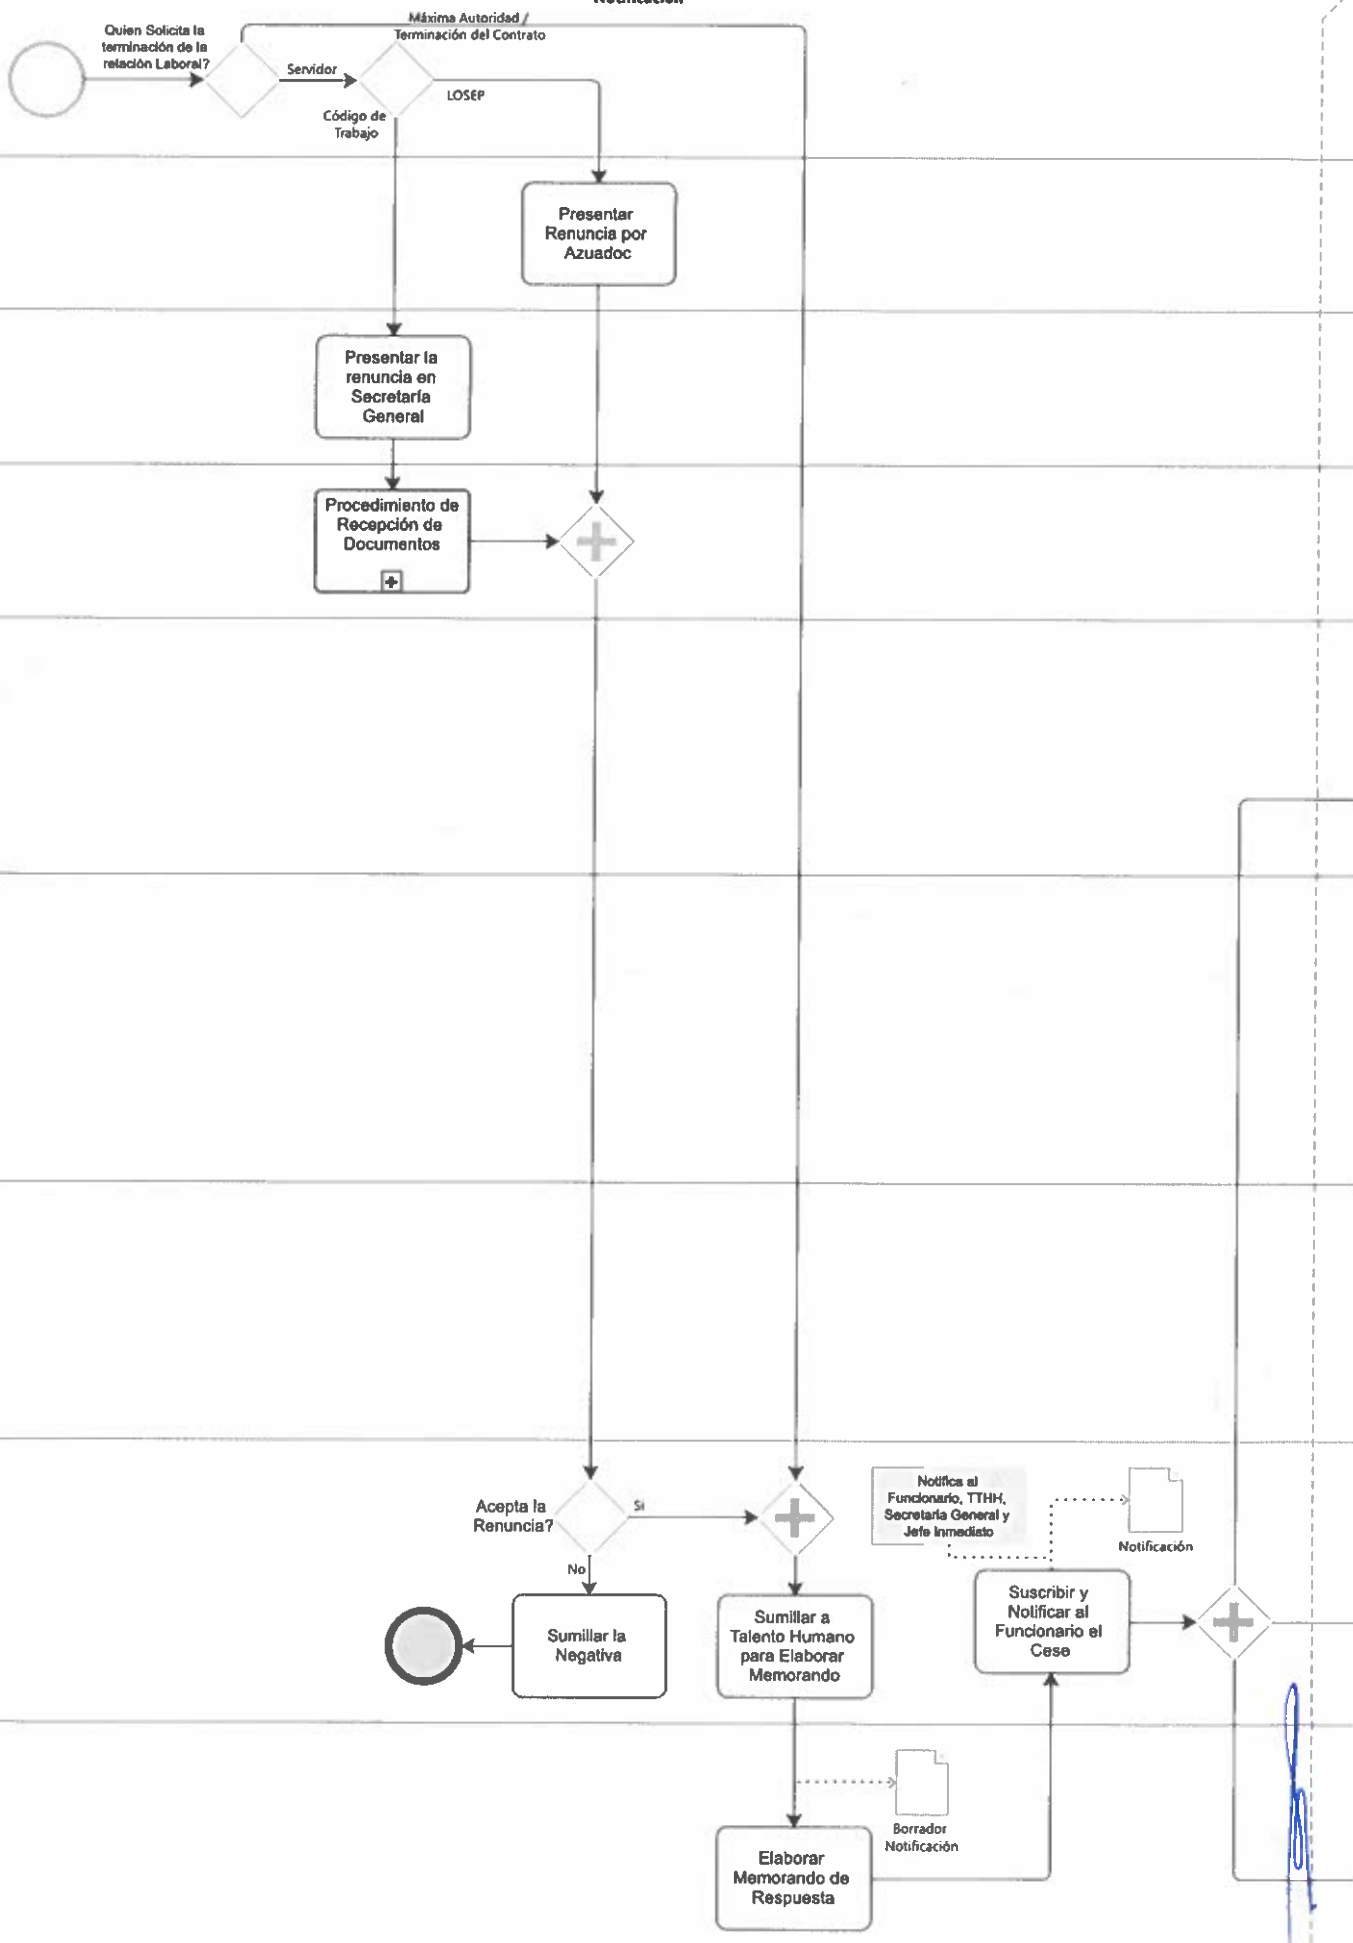 Notificación
Quien Solicita la
terminación de la
relación Laboral?
Máxima Autoridad /
Terminación del Contrato
Servidor
LOSEP
Código de
Trabajo
Presentar
Renuncia por
Azuadoc
Presentar la
renuncia en
Secretaría
General
Procedimiento de
Recepción de
Documentos
Acepta la
Renuncia?
Si
No
Sumillar la
Negativa
Sumillar a
Talento Humano
para Elaborar
Memorando
Notifica al
Funcionario, TTHH,
Secretaria General y
Jefe Inmediato
Notificación
Suscribir y
Notificar al
Funcionario el
Cese
Borrador
Notificación
Elaborar
Memorando de
Respuesta